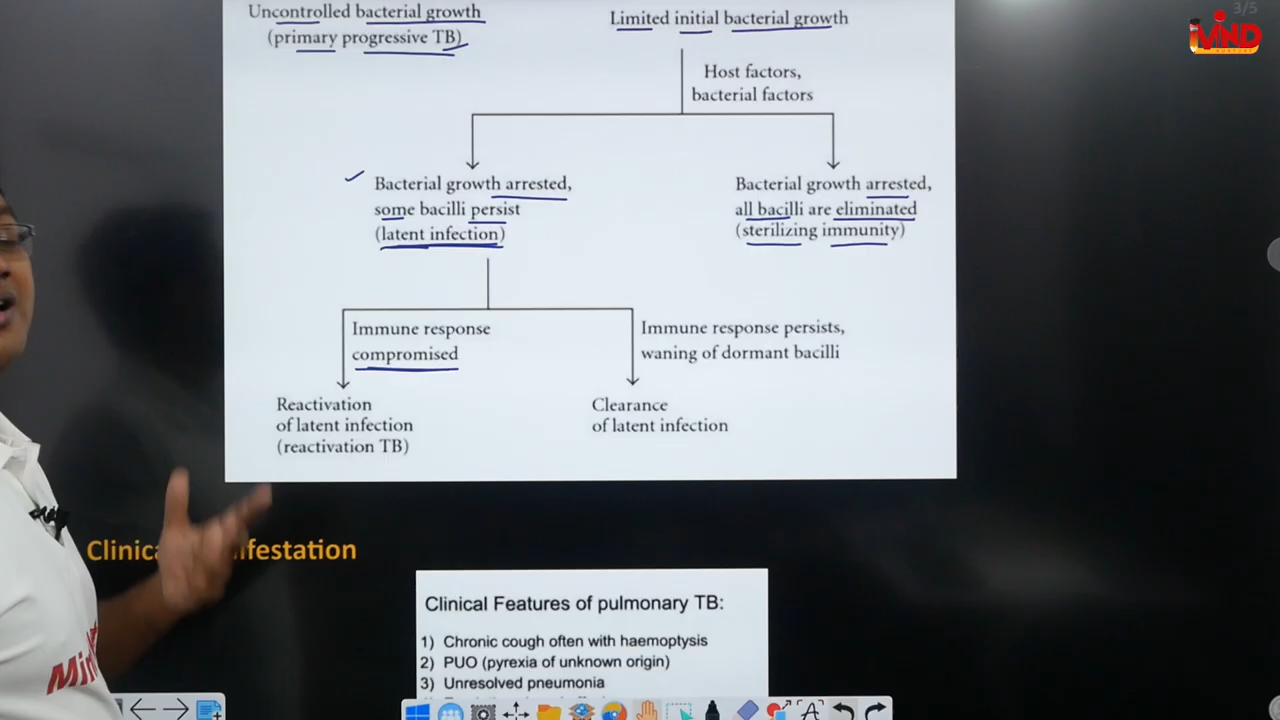 3/5
MIND
Uncontrolled bacterial growth
(primary progressive TB)
Limited initial bacterial growth
Host factors,
bacterial factors
Bacterial growth arrested,
some bacilli persist
(latent infection)
Bacterial growth arrested,
all bacilli are eliminated
(sterilizing immunity)
Immune response
compromised
Immune response persists,
waning of dormant bacilli
Reactivation
of latent infection
(reactivation TB)
Clearance
of latent infection
Clinical Features of pulmonary TB:
1) Chronic cough often with haemoptysis
2) PUO (pyrexia of unknown origin)
3) Unresolved pneumonia